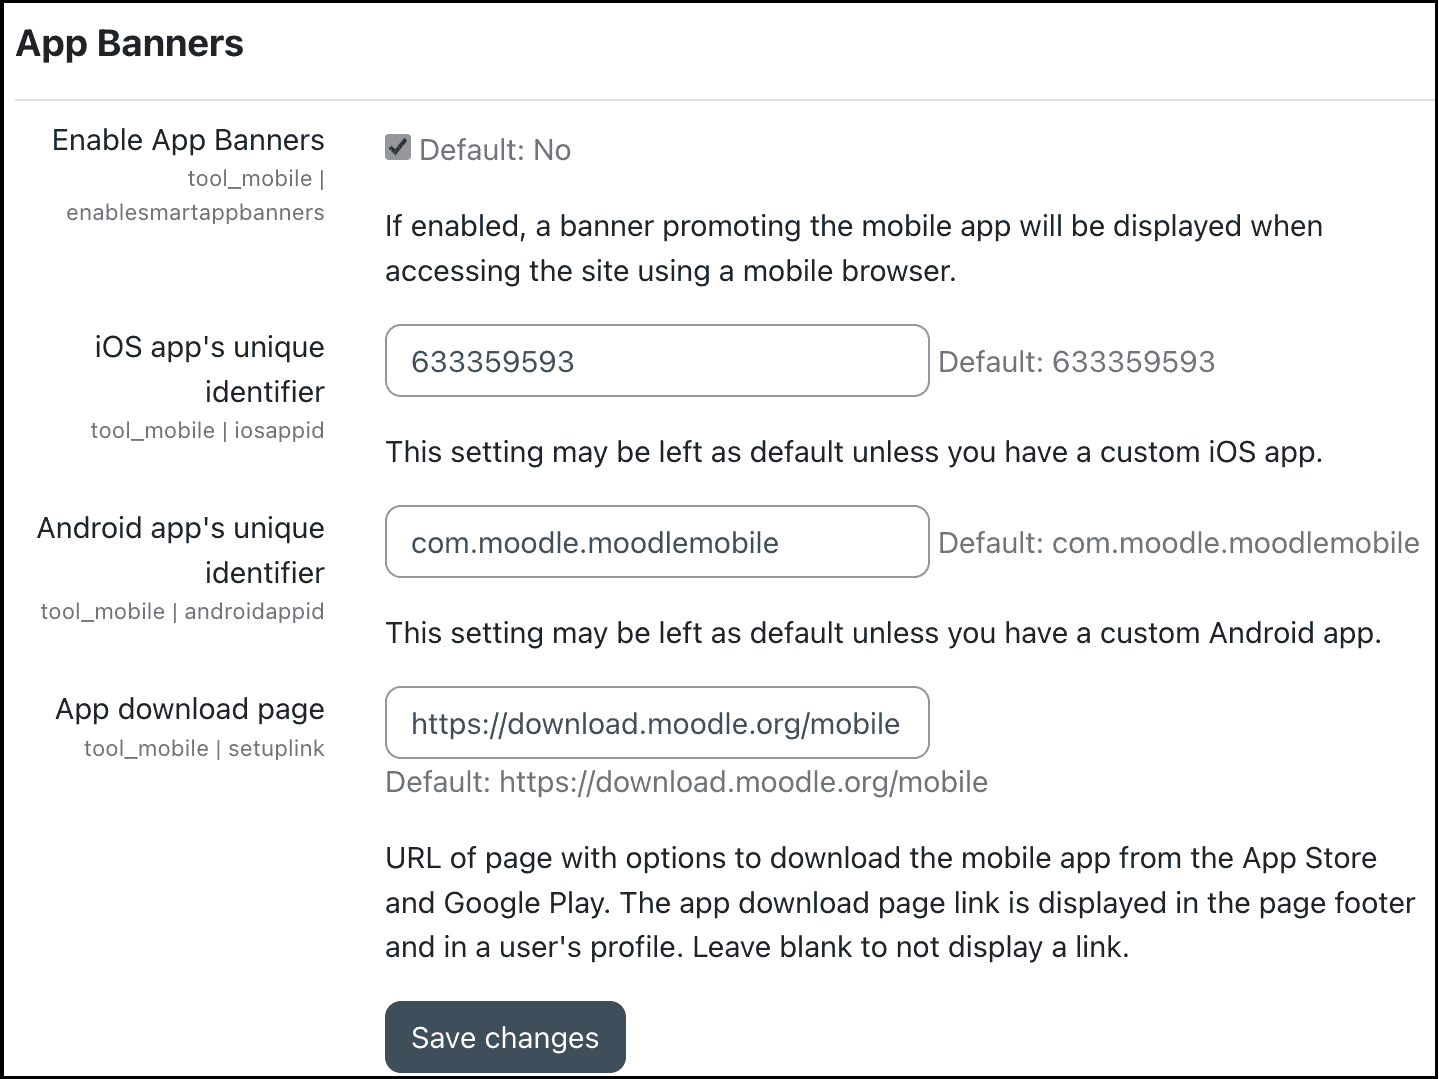 App Banners
Enable App Banners
tool_mobile |
enablesmartappbanners
Default: No
If enabled, a banner promoting the mobile app will be displayed when
accessing the site using a mobile browser.
iOS app's unique
identifier
tool_mobile | iosappid
633359593
Default: 633359593
This setting may be left as default unless you have a custom iOS app.
Android app's unique
identifier
tool_mobile | androidappid
com.moodle.moodlemobile
Default: com.moodle.moodlemobile
This setting may be left as default unless you have a custom Android app.
App download page
tool_mobile | setuplink
https://download.moodle.org/mobile
Default: https://download.moodle.org/mobile
URL of page with options to download the mobile app from the App Store
and Google Play. The app download page link is displayed in the page footer
and in a user's profile. Leave blank to not display a link.
Save changes